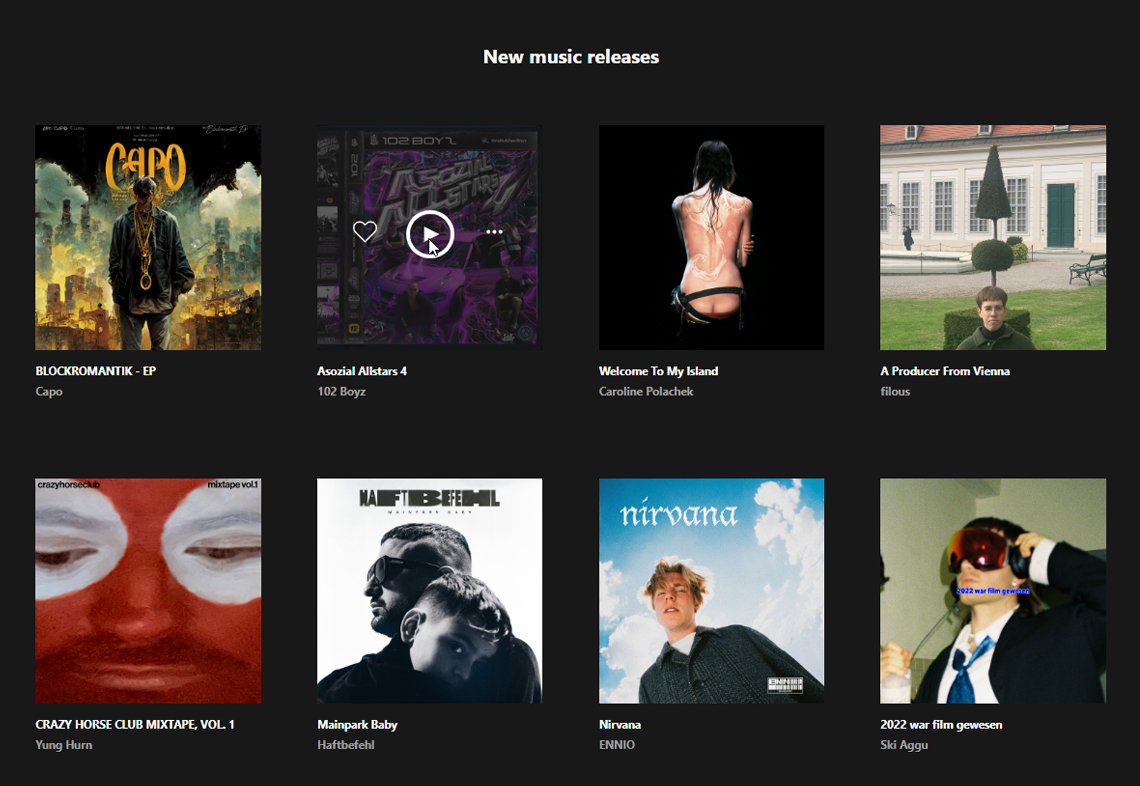 New music releases
CAPO
102 BOYZ
102
ASOZIAL
ALLSTARS 4
BLOCKROMANTIK - EP
Asozial Allstars 4
Welcome To My Island
A Producer From Vienna
Capo
102 Boyz
Caroline Polachek
filous
crazyhorseclub
mixtape vol.1
HAFTBEFEHL
MAINPARK BABY
nirvana
ENNIO
2022 war film gewesen
CRAZY HORSE CLUB MIXTAPE, VOL. 1
Mainpark Baby
Nirvana
2022 war film gewesen
Yung Hurn
Haftbefehl
ENNIO
Ski Aggu